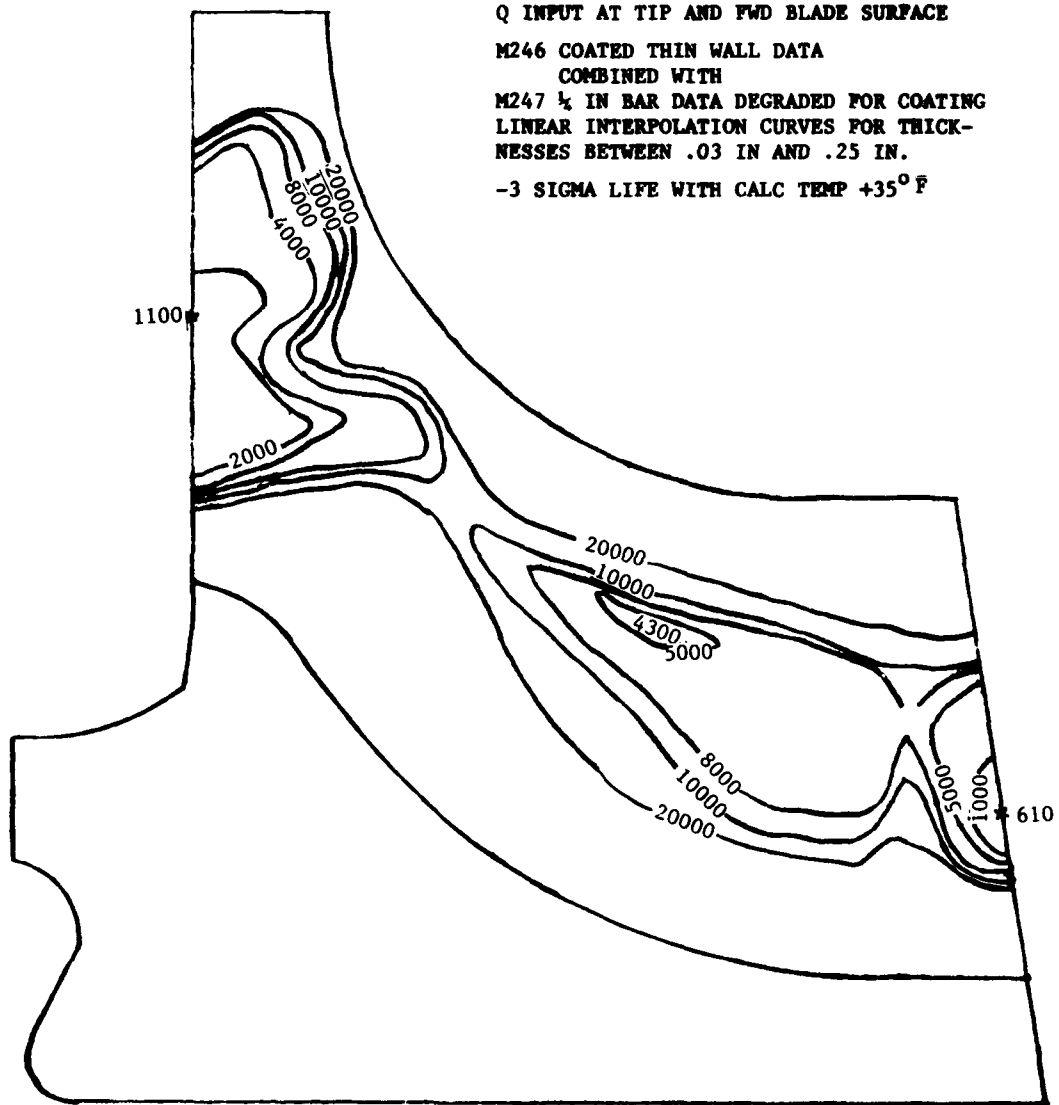 Q INPUT AT TIP AND FWD BLADE SURFACE
M246 COATED THIN WALL DATA
COMBINED WITH
M247 ¼ IN BAR DATA DEGRADED FOR COATING
LINEAR INTERPOLATION CURVES FOR THICK-
NESSES BETWEEN .03 IN AND .25 IN.
-3 SIGMA LIFE WITH CALC TEMP +35° F
20000
10000
8000
4000
1100
2000
20000
10000
4300
5000
8000
10000
20000
5000
1000
610